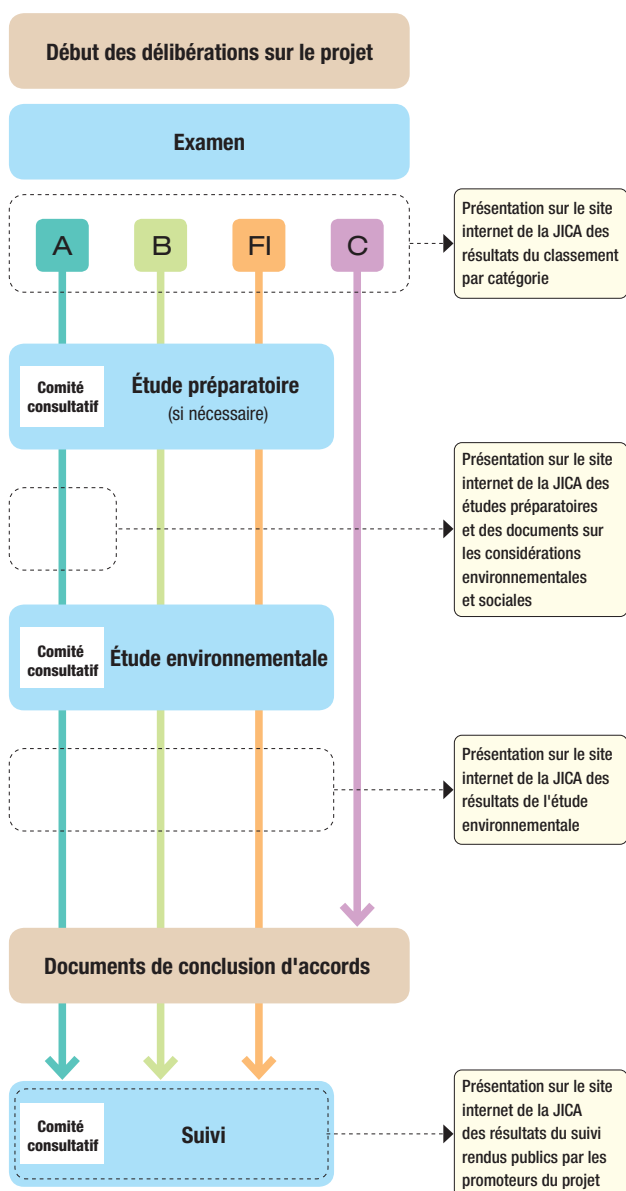 Début des délibérations sur le projet
Examen
A
B
FI
C
Présentation sur le site
internet de la JICA des
résultats du classement
par catégorie
Comité
consultatif
Étude préparatoire
(si nécessaire)
Présentation sur le site
internet de la JICA des
études préparatoires
et des documents sur
les considérations
environnementales
et sociales
Comité
consultatif
Étude environnementale
Présentation sur le site
internet de la JICA des
résultats de l'étude
environnementale
Documents de conclusion d'accords
Comité
consultatif
Suivi
Présentation sur le site
internet de la JICA
des résultats du suivi
rendus publics par les
promoteurs du projet